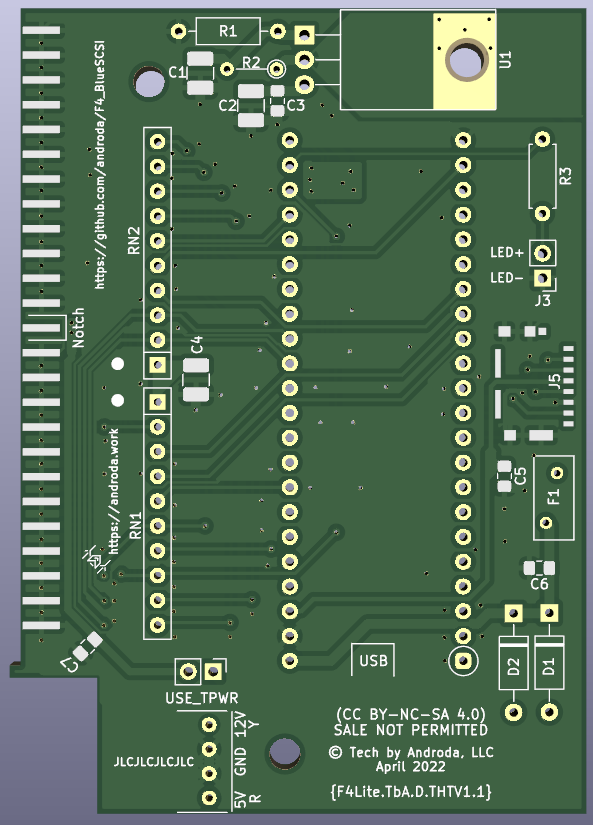 R1
R2
C1
C2
C3
U1
https://github.com/androda/F4_BlueSCSI
RN2
R3
LED+
LED-
J3
Notch
C4
J5
https://androda.work
RN1
C5
F1
C6
C7
USB
D2
D1
USE_TPWR
12V Y
GND
5V R
JLCJLCJLCJLC
(CC BY-NC-SA 4.0)
SALE NOT PERMITTED
© Tech by Androda, LLC
April 2022
{F4Lite.TbA.D.THTV1.1}